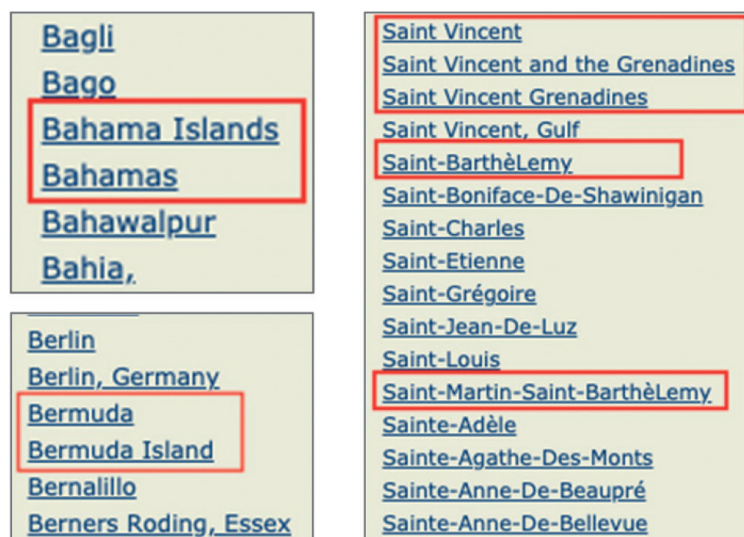 Bagli
Bago
Bahama Islands
Bahamas
Bahawalpur
Bahia,
Berlin
Berlin, Germany
Bermuda
Bermuda Island
Bernalillo
Berners Roding, Essex
Saint Vincent
Saint Vincent and the Grenadines
Saint Vincent Grenadines
Saint Vincent, Gulf
Saint-BarthèLemy
Saint-Boniface-De-Shawinigan
Saint-Charles
Saint-Etienne
Saint-Grégoire
Saint-Jean-De-Luz
Saint-Louis
Saint-Martin-Saint-BarthèLemy
Sainte-Adèle
Sainte-Agathe-Des-Monts
Sainte-Anne-De-Beaupré
Sainte-Anne-De-Bellevue